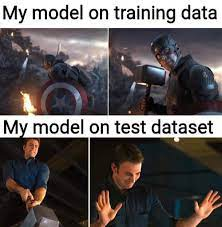 My model on training data
My model on test dataset